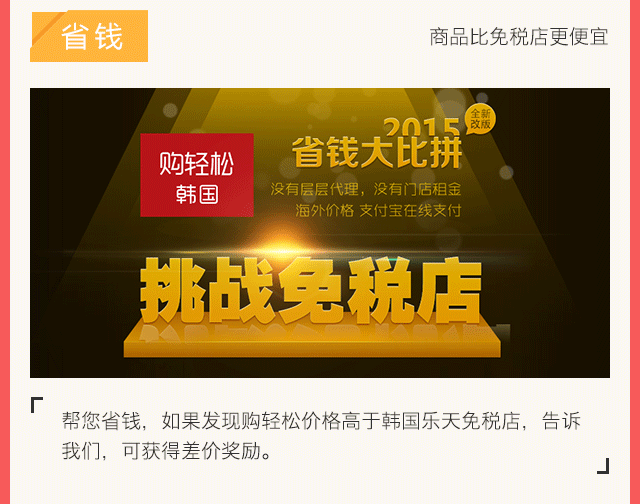 省钱
商品比免税店更便宜
购轻松
韩国
2015
全新
改版
省钱大比拼
没有层层代理，没有门店租金
海外价格 支付宝在线支付
挑战免税店
帮您省钱，如果发现购轻松价格高于韩国乐天免税店，告诉
我们，可获得差价奖励。